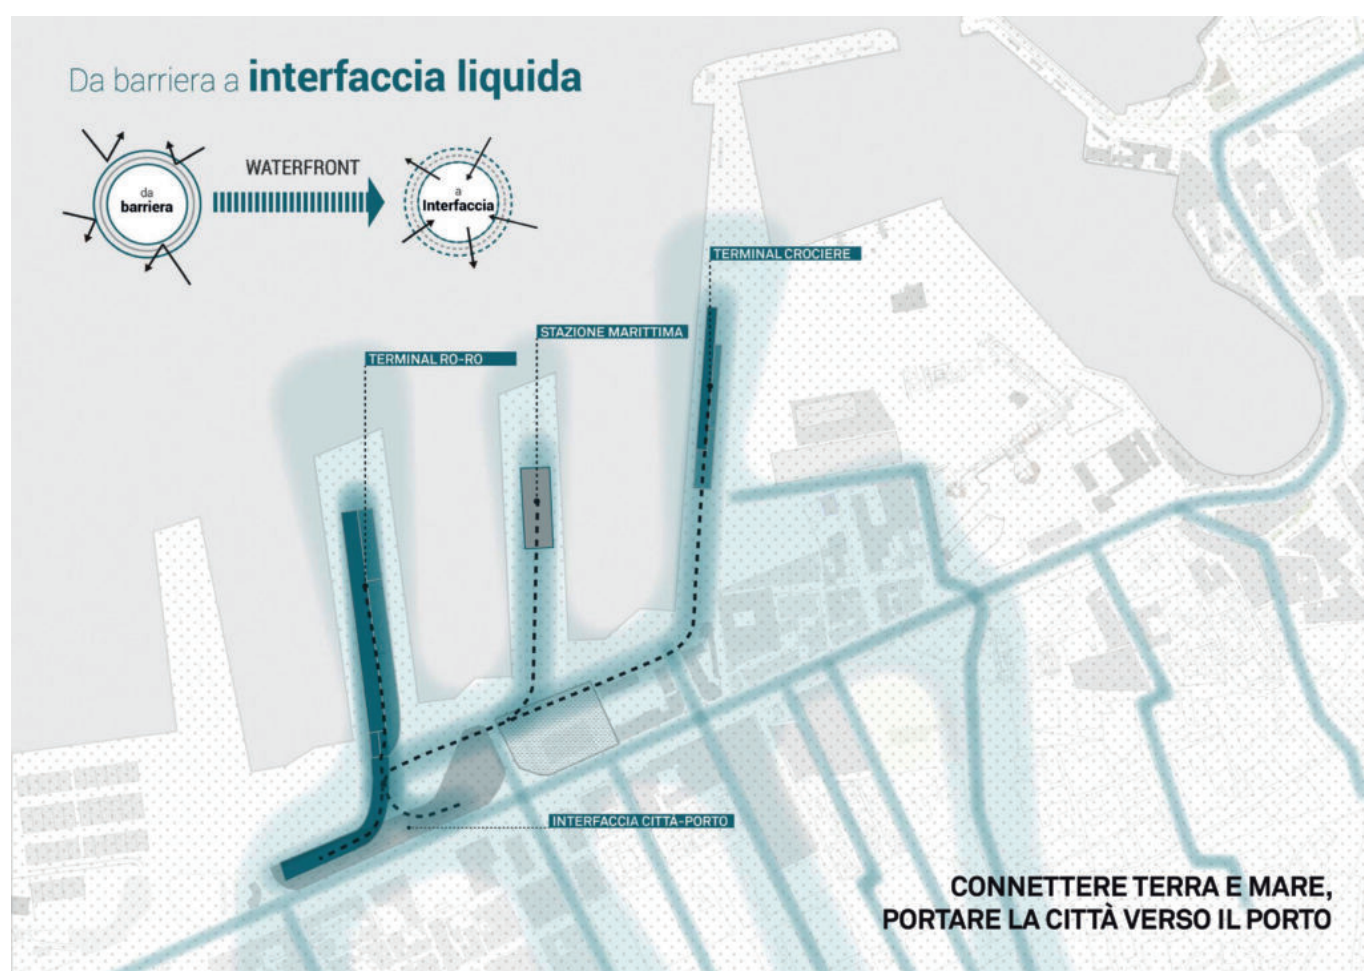 Da barriera a interfaccia liquida
WATERFRONT
da
barriera
a
Interfaccia
TERMINAL CROCIERE
STAZIONE MARITTIMA
TERMINAL RO-RO
INTERFACCIA CITTÀ-PORTO
CONNETTERE TERRA E MARE,
PORTARE LA CITTÀ VERSO IL PORTO